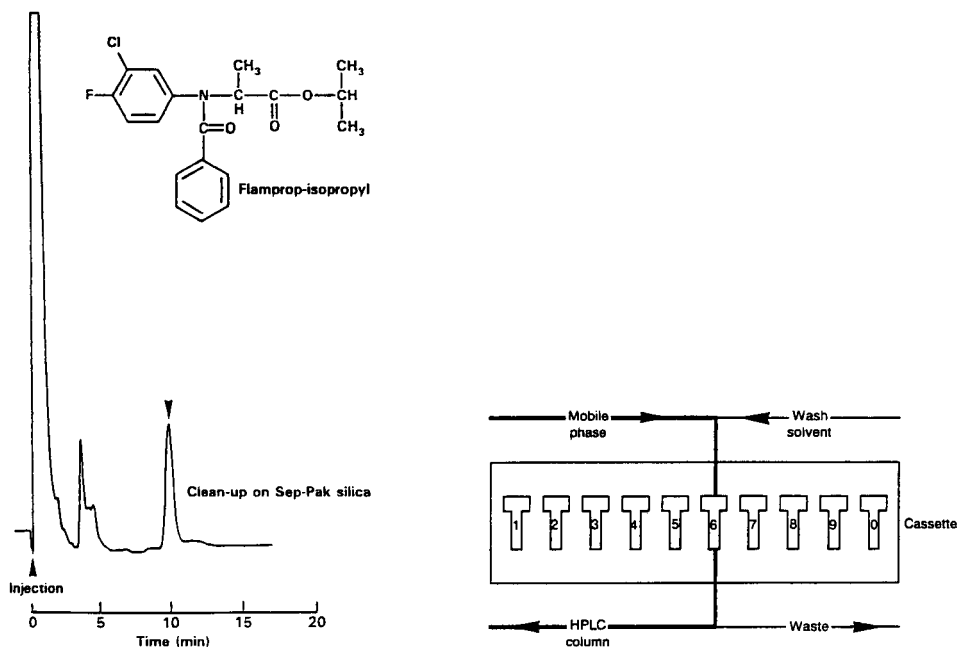 Cl
F
N
CH₃
C
H
C
O
O
CH₃
CH
CH₃
C=O
Flamprop-isopropyl
Clean-up on Sep-Pak silica
Injection
0 5 10 15 20
Time (min)
Mobile
phase
Wash
solvent
1 2 3 4 5 6 7 8 9 0
Cassette
HPLC
column
Waste